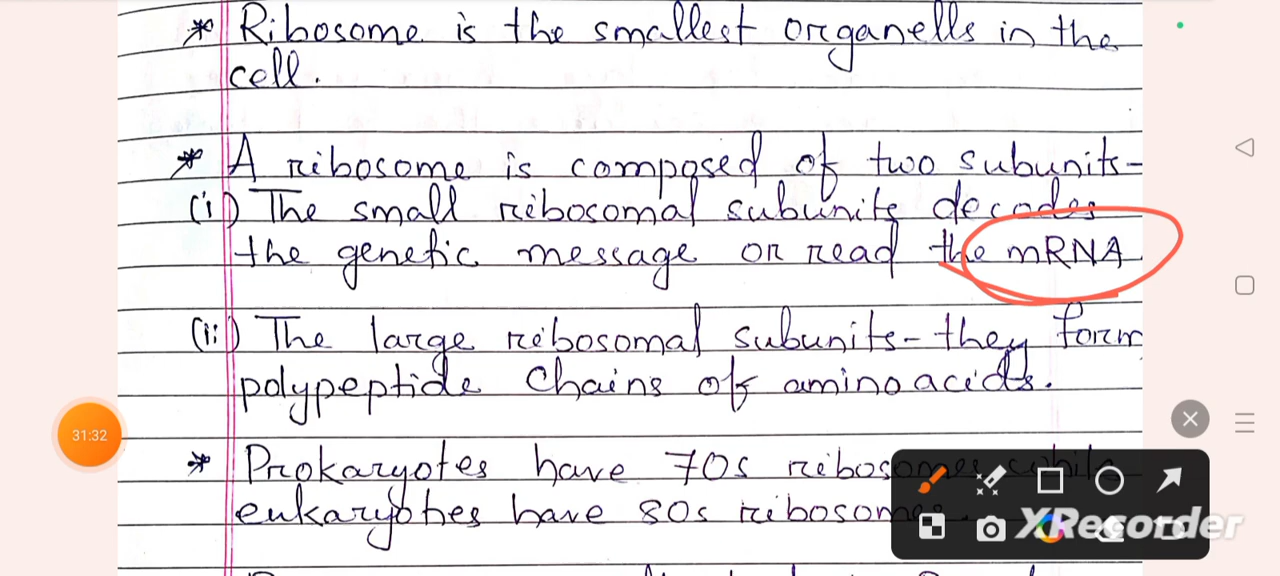 * Ribosome is the smallest organells in the
cell.
* A ribosome is composed of two subunits-
(i) The small ribosomal subunits decodes
the genetic message or read the mRNA
(ii) The large ribosomal subunits- they form
polypeptide chains of amino acids.
31:32
* Prokaryotes have 70s ribosomes while
eukaryotes have 80s ribosomes.
XRecorder